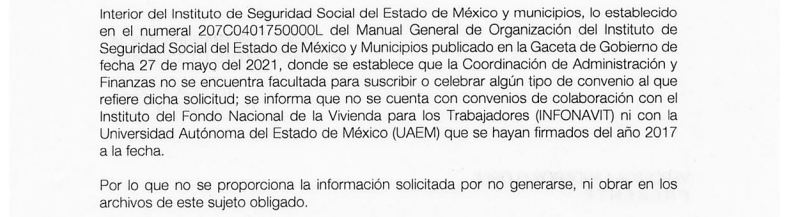 Interior del Instituto de Seguridad Social del Estado de México y municipios, lo establecido
en el numeral 207C0401750000L del Manual General de Organización del Instituto de
Seguridad Social del Estado de México y Municipios publicado en la Gaceta de Gobierno de
fecha 27 de mayo del 2021, donde se establece que la Coordinación de Administración y
Finanzas no se encuentra facultada para suscribir o celebrar algún tipo de convenio al que
refiere dicha solicitud; se informa que no se cuenta con convenios de colaboración con el
Instituto del Fondo Nacional de la Vivienda para los Trabajadores (INFONAVIT) ni con la
Universidad Autónoma del Estado de México (UAEM) que se hayan firmados del año 2017
a la fecha.
Por lo que no se proporciona la información solicitada por no generarse, ni obrar en los
archivos de este sujeto obligado.